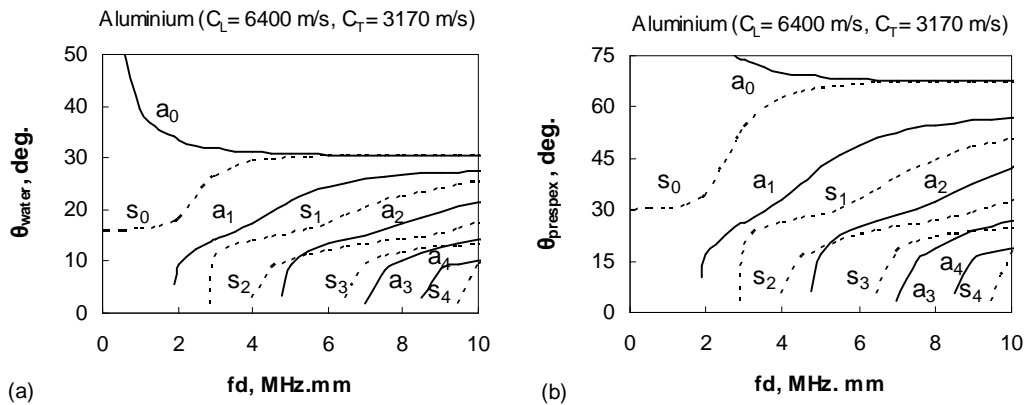 Aluminium (C_L= 6400 m/s, C_T= 3170 m/s)
50
40
30
20
10
0
θwater, deg.
a0
s0
a1
s1
a2
s2
s3
a3
a4
s4
0 2 4 6 8 10
fd, MHz.mm
(a)
Aluminium (C_L= 6400 m/s, C_T= 3170 m/s)
75
60
45
30
15
0
θprespex, deg.
a0
s0
a1
s1
a2
s2
s3
a3
a4
s4
0 2 4 6 8 10
fd, MHz. mm
(b)